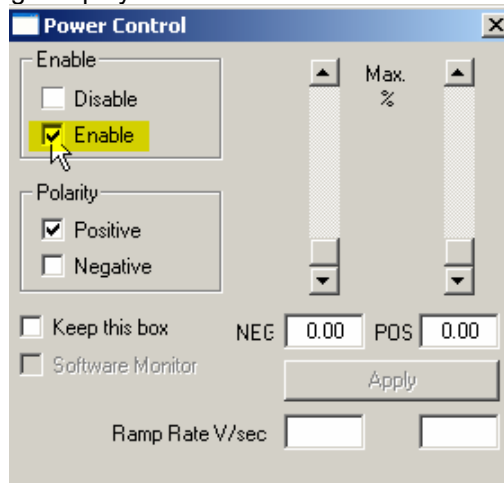 Power Control
Enable
Disable
Enable
Max.
%
Polarity
Positive
Negative
Keep this box
NEG 0.00 POS 0.00
Software Monitor
Apply
Ramp Rate V/sec